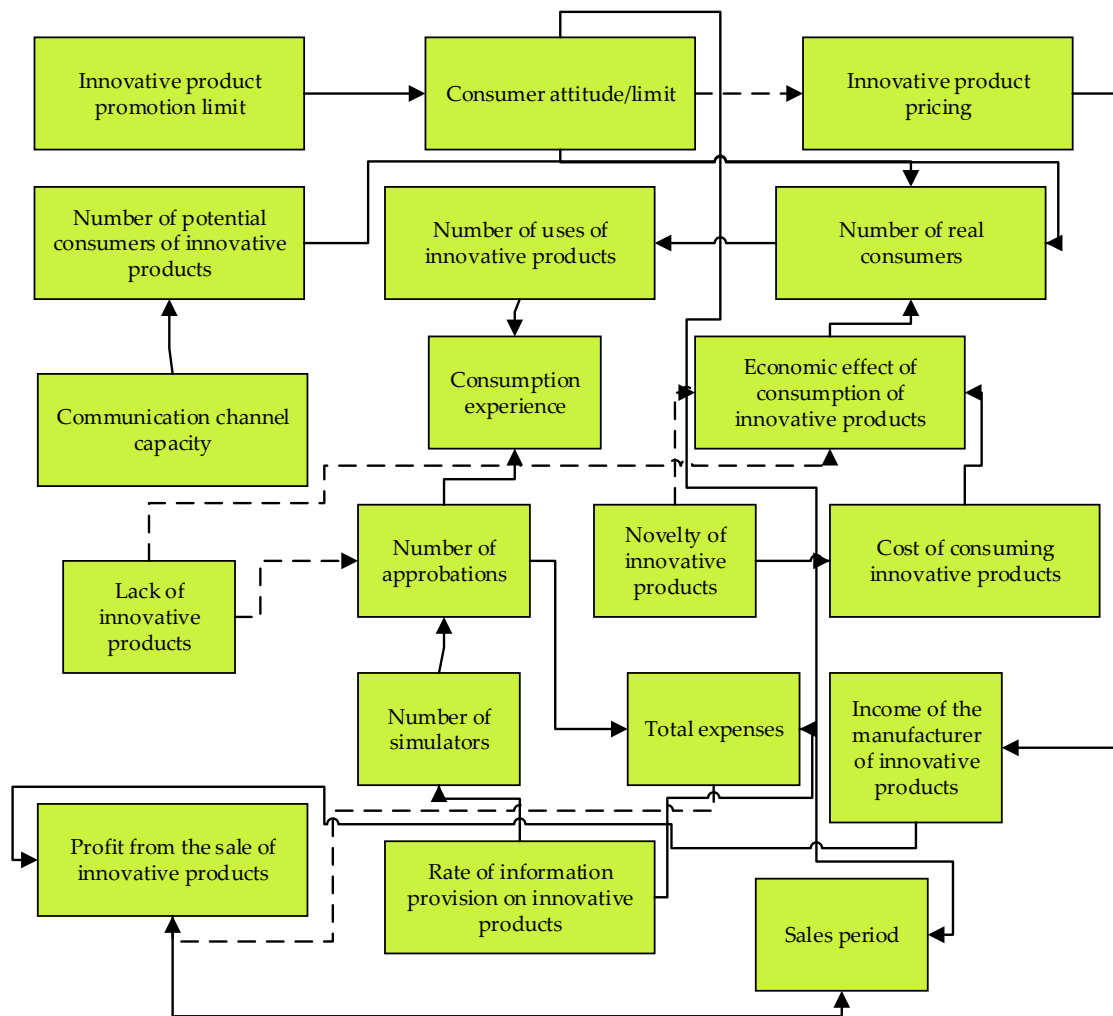 Innovative product
promotion limit
Consumer attitude/limit
Innovative product
pricing
Number of potential
consumers of innovative
products
Number of uses of
innovative products
Number of real
consumers
Communication channel
capacity
Consumption
experience
Economic effect of
consumption of
innovative products
Lack of
innovative
products
Number of
approbations
Novelty of
innovative
products
Cost of consuming
innovative products
Number of
simulators
Total expenses
Income of the
manufacturer
of innovative
products
Profit from the sale of
innovative products
Rate of information
provision on innovative
products
Sales period